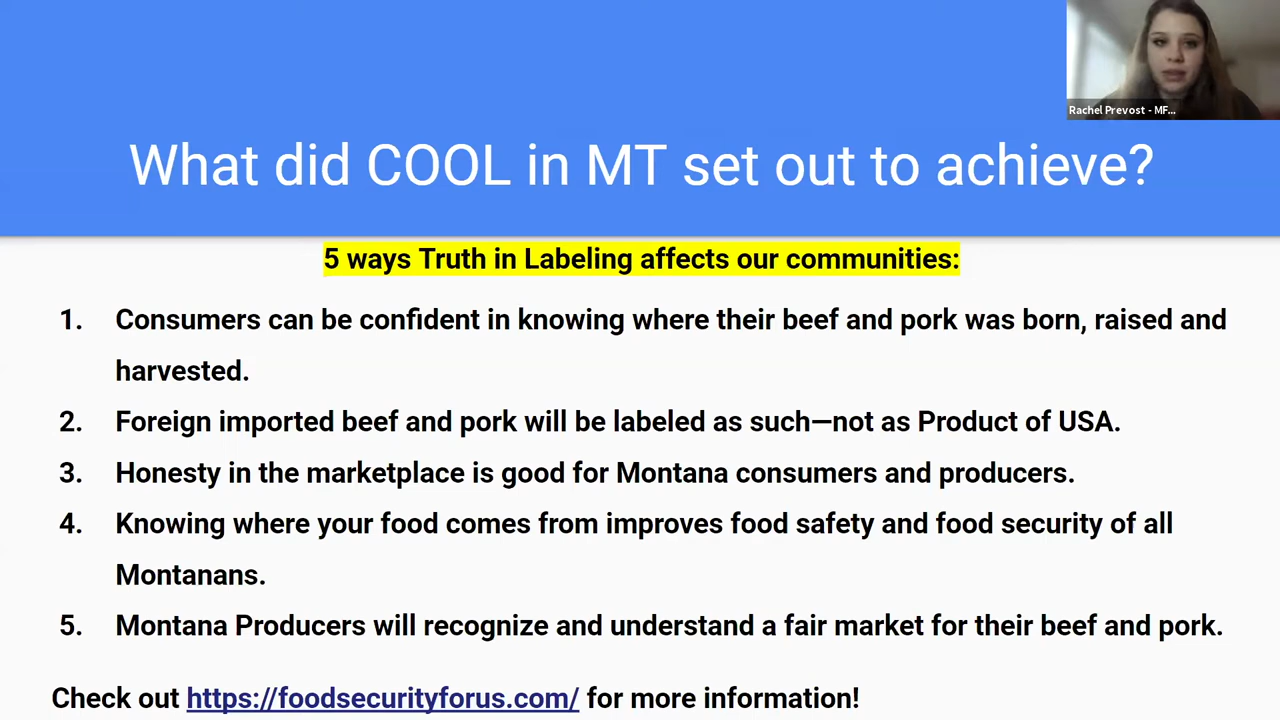 Rachel Prevost - MF...
What did COOL in MT set out to achieve?
5 ways Truth in Labeling affects our communities:
1. Consumers can be confident in knowing where their beef and pork was born, raised and
harvested.
2. Foreign imported beef and pork will be labeled as such—not as Product of USA.
3. Honesty in the marketplace is good for Montana consumers and producers.
4. Knowing where your food comes from improves food safety and food security of all
Montanans.
5. Montana Producers will recognize and understand a fair market for their beef and pork.
Check out https://foodsecurityforus.com/ for more information!